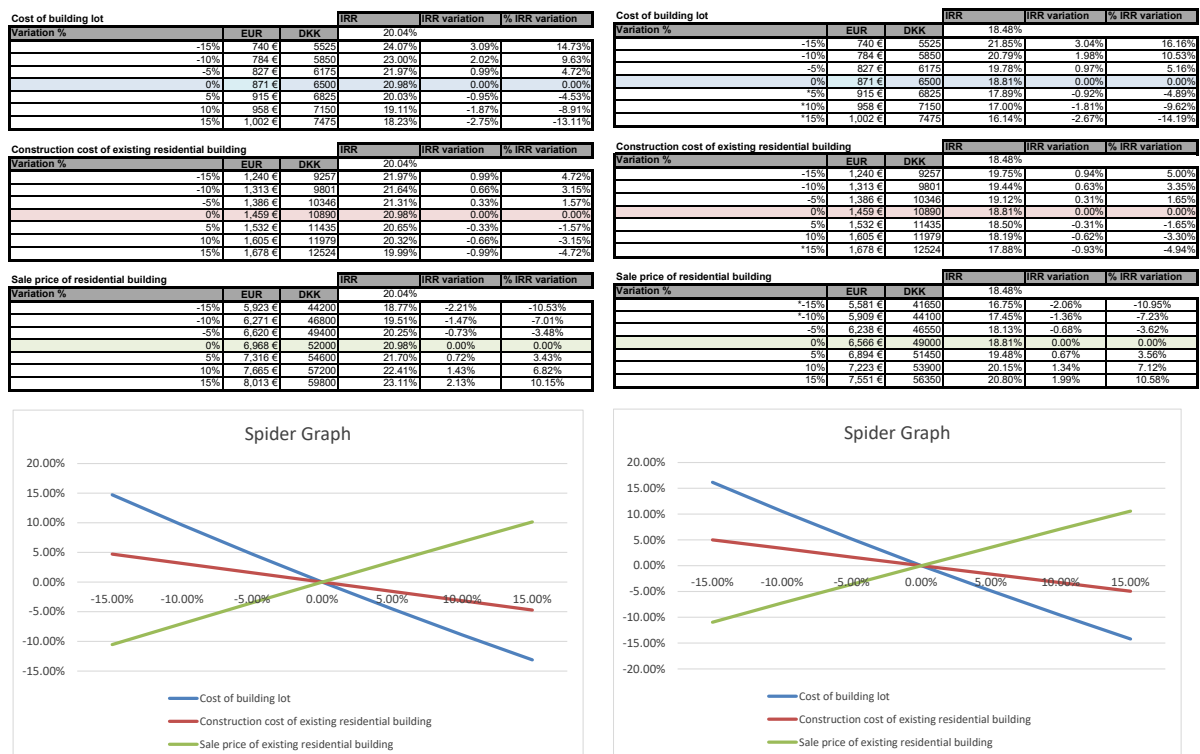 Cost of building lot IRR IRR variation % IRR variation
Variation % EUR DKK 20.04%
-15% 740 € 5525 24.07% 3.09% 14.73%
-10% 784 € 5850 23.00% 2.02% 9.63%
-5% 827 € 6175 21.97% 0.99% 4.72%
0% 871 € 6500 20.98% 0.00% 0.00%
5% 915 € 6825 20.03% -0.95% -4.53%
10% 958 € 7150 19.11% -1.87% -8.91%
15% 1,002 € 7475 18.23% -2.75% -13.11%
Construction cost of existing residential building IRR IRR variation % IRR variation
Variation % EUR DKK 20.04%
-15% 1,240 € 9257 21.97% 0.99% 4.72%
-10% 1,313 € 9801 21.64% 0.66% 3.15%
-5% 1,386 € 10346 21.31% 0.33% 1.57%
0% 1,459 € 10890 20.98% 0.00% 0.00%
5% 1,532 € 11435 20.65% -0.33% -1.57%
10% 1,605 € 11979 20.32% -0.66% -3.15%
15% 1,678 € 12524 19.99% -0.99% -4.72%
Sale price of residential building IRR IRR variation % IRR variation
Variation % EUR DKK 20.04%
-15% 5,923 € 44200 18.77% -2.21% -10.53%
-10% 6,271 € 46800 19.51% -1.47% -7.01%
-5% 6,620 € 49400 20.25% -0.73% -3.48%
0% 6,968 € 52000 20.98% 0.00% 0.00%
5% 7,316 € 54600 21.70% 0.72% 3.43%
10% 7,665 € 57200 22.41% 1.43% 6.82%
15% 8,013 € 59800 23.11% 2.13% 10.15%
Spider Graph
20.00%
15.00%
10.00%
5.00%
0.00%
-15.00% -10.00% -5.00% 0.00% 5.00% 10.00% 15.00%
-5.00%
-10.00%
-15.00%
Cost of building lot
Construction cost of existing residential building
Sale price of existing residential building
Cost of building lot IRR IRR variation % IRR variation
Variation % EUR DKK 18.48%
-15% 740 € 5525 21.85% 3.04% 16.16%
-10% 784 € 5850 20.79% 1.98% 10.53%
-5% 827 € 6175 19.78% 0.97% 5.16%
0% 871 € 6500 18.81% 0.00% 0.00%
*5% 915 € 6825 17.89% -0.92% -4.89%
*10% 958 € 7150 17.00% -1.81% -9.62%
*15% 1,002 € 7475 16.14% -2.67% -14.19%
Construction cost of existing residential building IRR IRR variation % IRR variation
Variation % EUR DKK 18.48%
-15% 1,240 € 9257 19.75% 0.94% 5.00%
-10% 1,313 € 9801 19.44% 0.63% 3.35%
-5% 1,386 € 10346 19.12% 0.31% 1.65%
0% 1,459 € 10890 18.81% 0.00% 0.00%
5% 1,532 € 11435 18.50% -0.31% -1.65%
10% 1,605 € 11979 18.19% -0.62% -3.30%
*15% 1,678 € 12524 17.88% -0.93% -4.94%
Sale price of residential building IRR IRR variation % IRR variation
Variation % EUR DKK 18.48%
*-15% 5,581 € 41650 16.75% -2.06% -10.95%
*-10% 5,909 € 44100 17.45% -1.36% -7.23%
-5% 6,238 € 46550 18.13% -0.68% -3.62%
0% 6,566 € 49000 18.81% 0.00% 0.00%
5% 6,894 € 51450 19.48% 0.67% 3.56%
10% 7,223 € 53900 20.15% 1.34% 7.12%
15% 7,551 € 56350 20.80% 1.99% 10.58%
Spider Graph
20.00%
15.00%
10.00%
5.00%
0.00%
-15.00% -10.00% -5.00% 0.00% 5.00% 10.00% 15.00%
-5.00%
-10.00%
-15.00%
-20.00%
Cost of building lot
Construction cost of existing residential building
Sale price of existing residential building